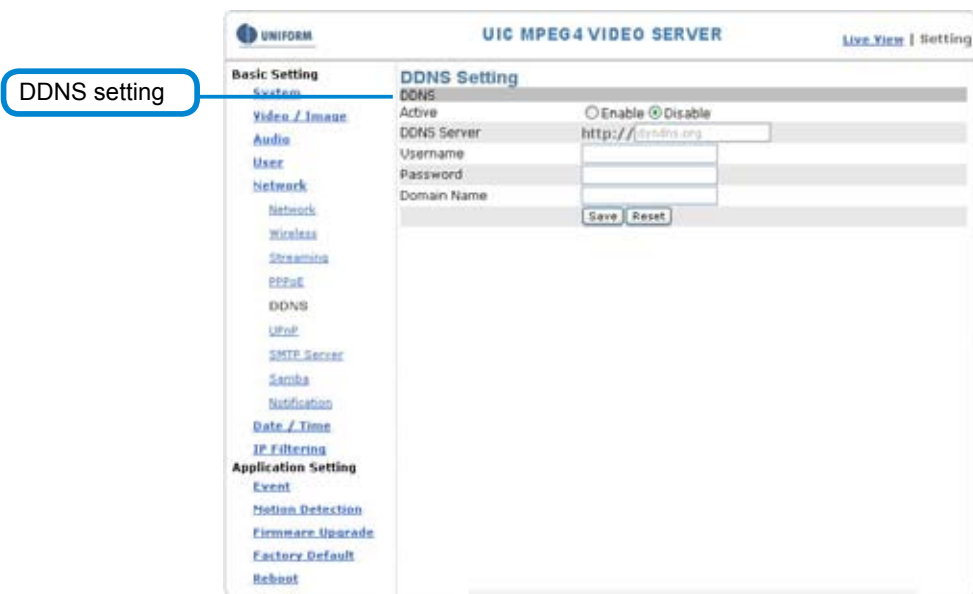 UNIFORM
UIC MPEG4 VIDEO SERVER
Live View | Setting
DDNS setting
Basic Setting
System
Video / Image
Audio
User
Network
Network
Wireless
Streaming
PPPoE
DDNS
UPnP
SMTP Server
Samba
Notification
Date / Time
IP Filtering
Application Setting
Event
Motion Detection
Firmware Upgrade
Factory Default
Reboot
DDNS Setting
DDNS
Active Enable Disable
DDNS Server http:// dyndns.org
Username
Password
Domain Name
Save Reset